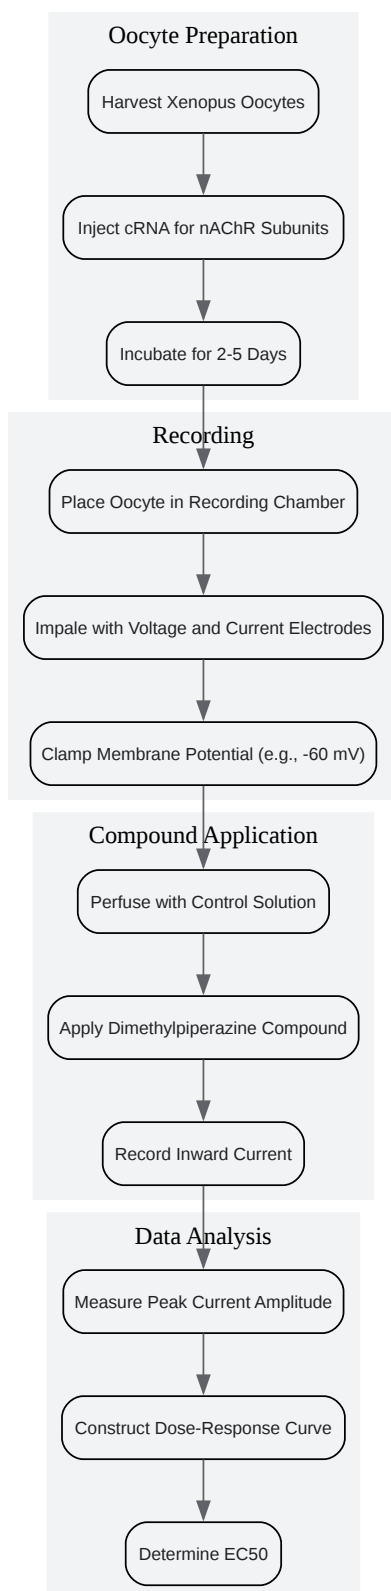 Oocyte Preparation
Harvest Xenopus Oocytes
Inject cRNA for nAChR Subunits
Incubate for 2-5 Days
Recording
Place Oocyte in Recording Chamber
Impale with Voltage and Current Electrodes
Clamp Membrane Potential (e.g., -60 mV)
Compound Application
Perfuse with Control Solution
Apply Dimethylpiperazine Compound
Record Inward Current
Data Analysis
Measure Peak Current Amplitude
Construct Dose-Response Curve
Determine EC50